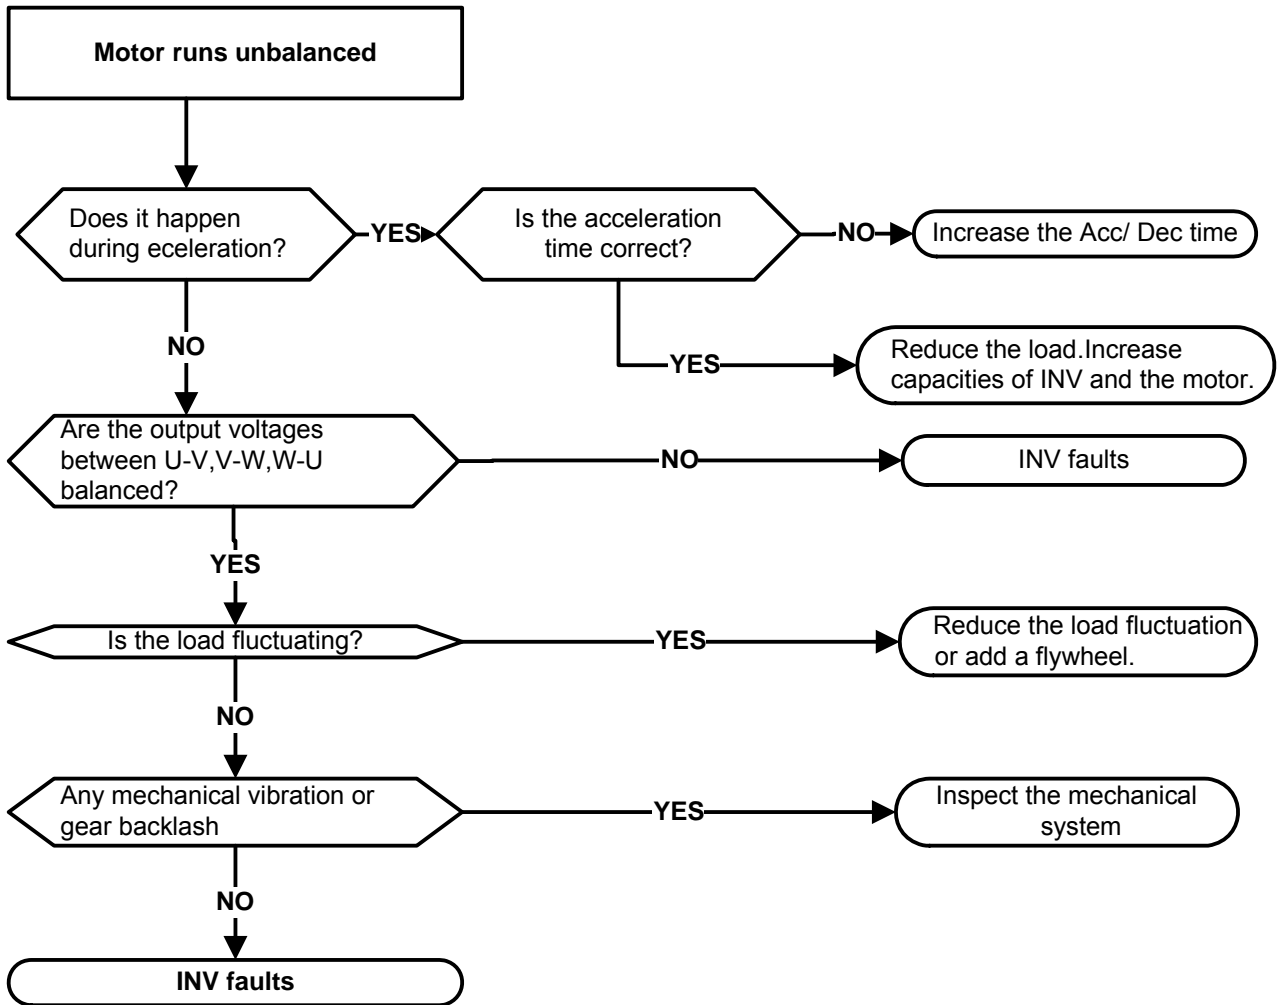 Motor runs unbalanced
Does it happen
during eceleration?
YES
Is the acceleration
time correct?
NO
Increase the Acc/ Dec time
NO
YES
Reduce the load.Increase
capacities of INV and the motor.
Are the output voltages
between U-V,V-W,W-U
balanced?
NO
INV faults
YES
Is the load fluctuating?
YES
Reduce the load fluctuation
or add a flywheel.
NO
Any mechanical vibration or
gear backlash
YES
Inspect the mechanical
system
NO
INV faults